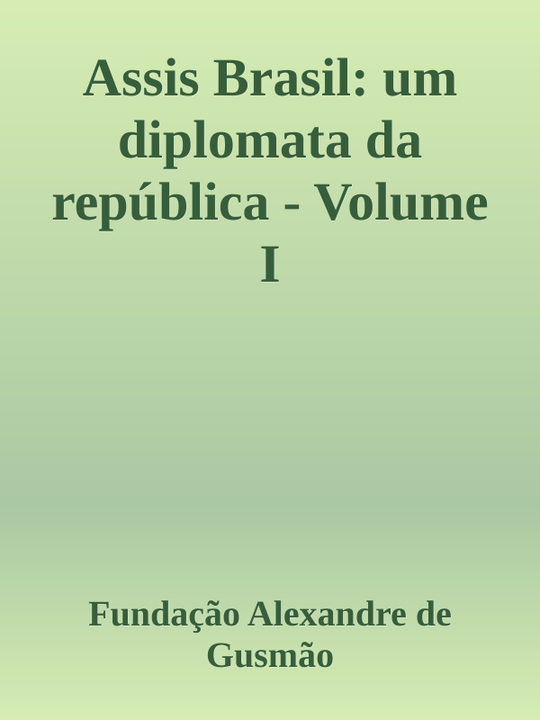 Assis Brasil: um
diplomata da
república - Volume
I
Fundação Alexandre de
Gusmão